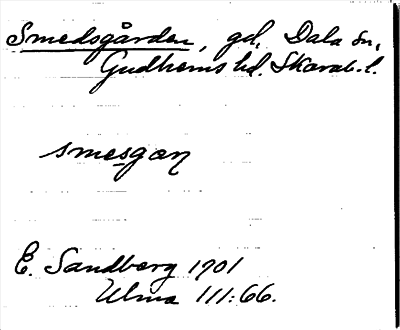 Smedsgården, gd, Dala sn,
Gudhems hd. Skarab. l.
smesgan
E. Sandberg 1901
Ulma 111:66.